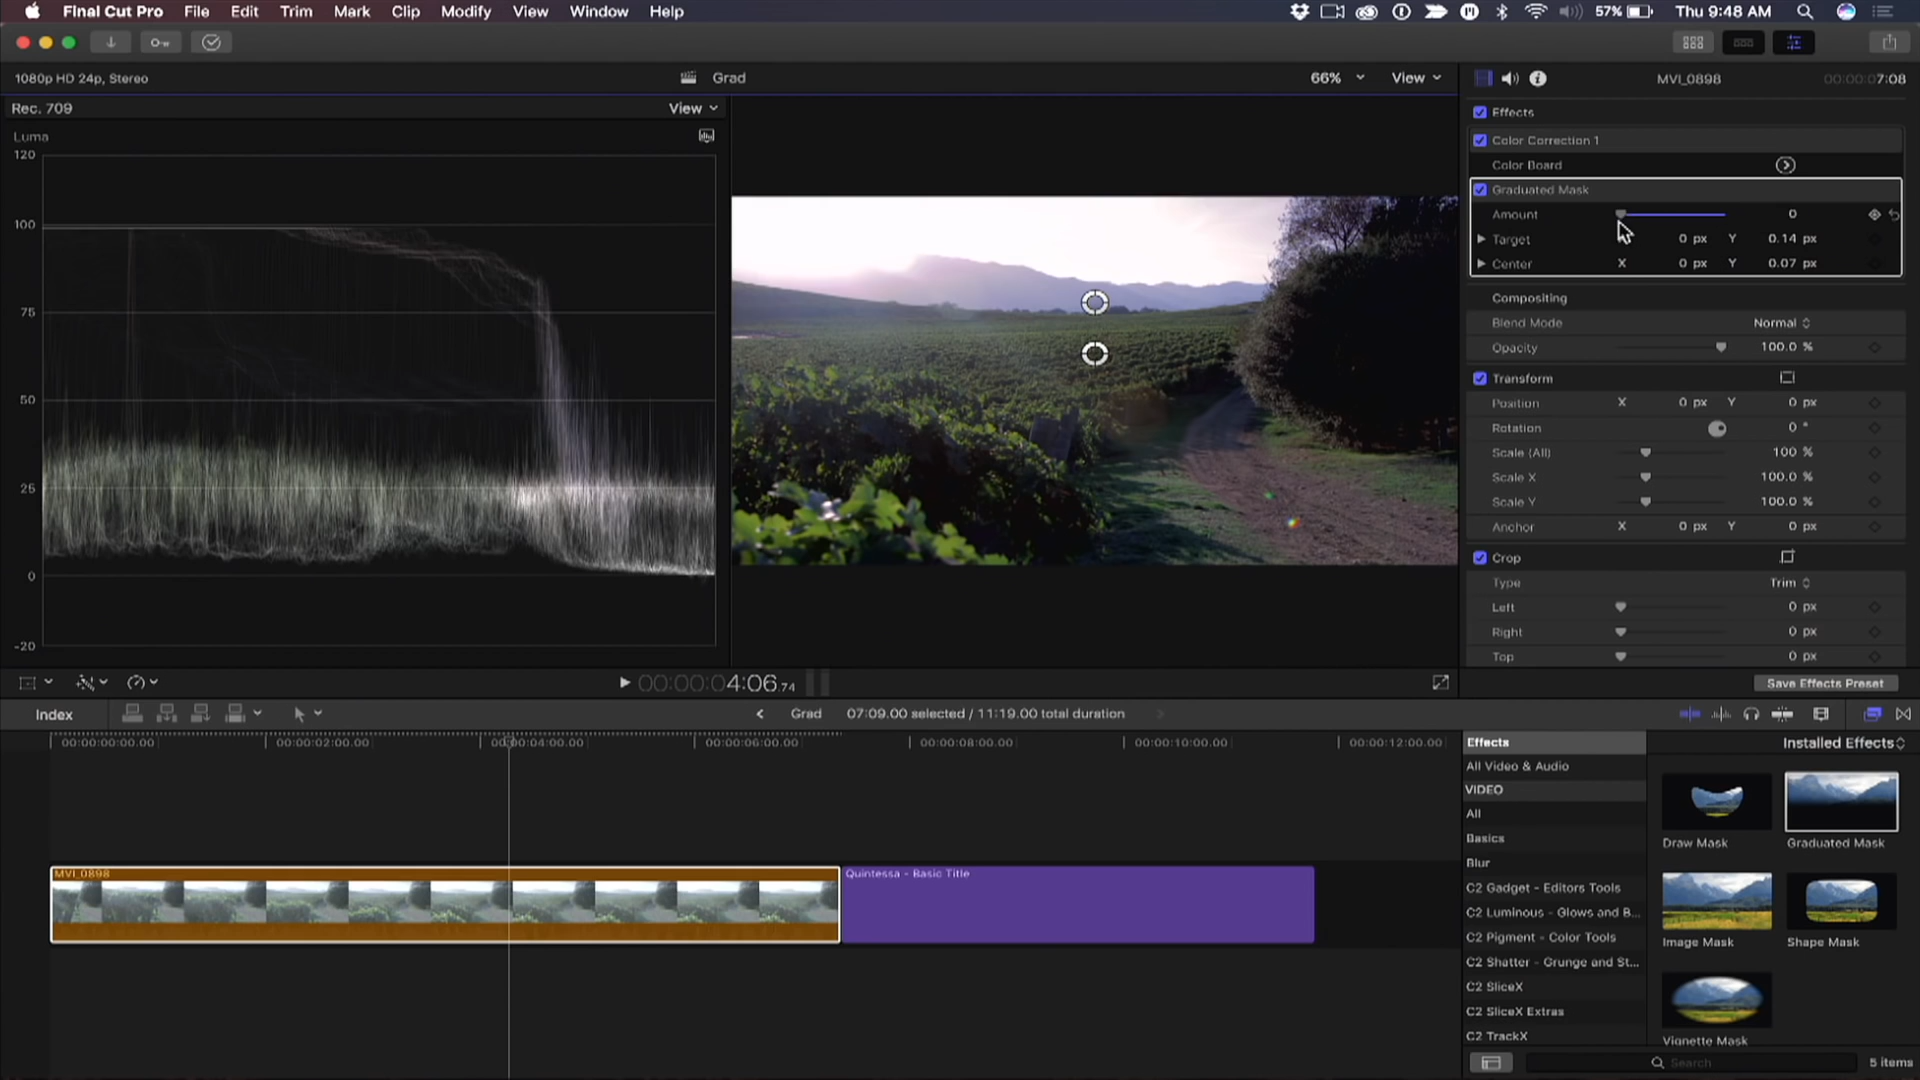 Final Cut Pro File Edit Trim Mark Clip Modify View Window Help 57% Thu 9:48 AM
1080p HD 24p, Stereo Grad 66% View MVI_0898 00:00:07:08
Rec. 709 View
Luma
120
100
75
50
25
0
-20
Effects
Color Correction 1
Color Board
Graduated Mask
Amount 0
Target 0 px Y 0.14 px
Center X 0 px Y 0.07 px
Compositing
Blend Mode Normal
Opacity 100.0 %
Transform
Position X 0 px Y 0 px
Rotation 0 °
Scale (All) 100 %
Scale X 100.0 %
Scale Y 100.0 %
Anchor X 0 px Y 0 px
Crop
Type Trim
Left 0 px
Right 0 px
Top 0 px
00:00:04:06.74 Save Effects Preset
Index Grad 07:09.00 selected / 11:19.00 total duration
00:00:00:00.00 00:00:02:00.00 00:00:04:00.00 00:00:06:00.00 00:00:08:00.00 00:00:10:00.00 00:00:12:00.00
MVI_0898 Quintessa - Basic Title
Effects Installed Effects
All Video & Audio
VIDEO
All
Basics
Blur
C2 Gadget - Editors Tools
C2 Luminous - Glows and B...
C2 Pigment - Color Tools
C2 Shatter - Grunge and St...
C2 SliceX
C2 SliceX Extras
C2 TrackX
Draw Mask Graduated Mask
Image Mask Shape Mask
Vignette Mask
Search 5 items